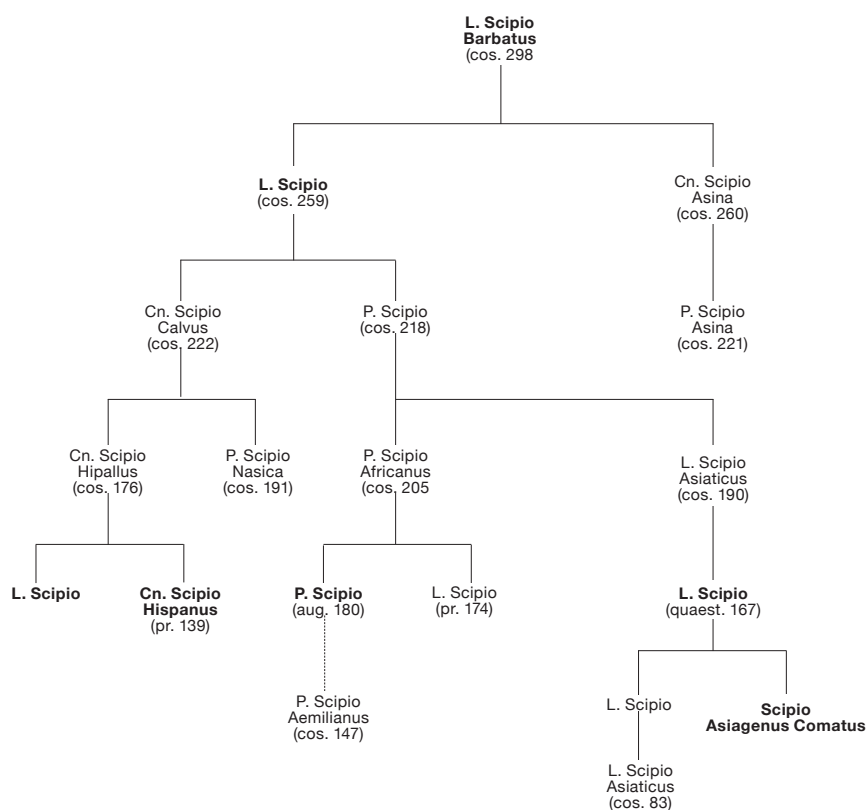 L. Scipio
Barbatus
(cos. 298
L. Scipio
(cos. 259)
Cn. Scipio
Asina
(cos. 260)
Cn. Scipio
Calvus
(cos. 222)
P. Scipio
(cos. 218)
P. Scipio
Asina
(cos. 221)
Cn. Scipio
Hipallus
(cos. 176)
P. Scipio
Nasica
(cos. 191)
P. Scipio
Africanus
(cos. 205
L. Scipio
Asiaticus
(cos. 190)
L. Scipio
Cn. Scipio
Hispanus
(pr. 139)
P. Scipio
(aug. 180)
L. Scipio
(pr. 174)
L. Scipio
(quaest. 167)
P. Scipio
Aemilianus
(cos. 147)
L. Scipio
Scipio
Asiagenus Comatus
L. Scipio
Asiaticus
(cos. 83)